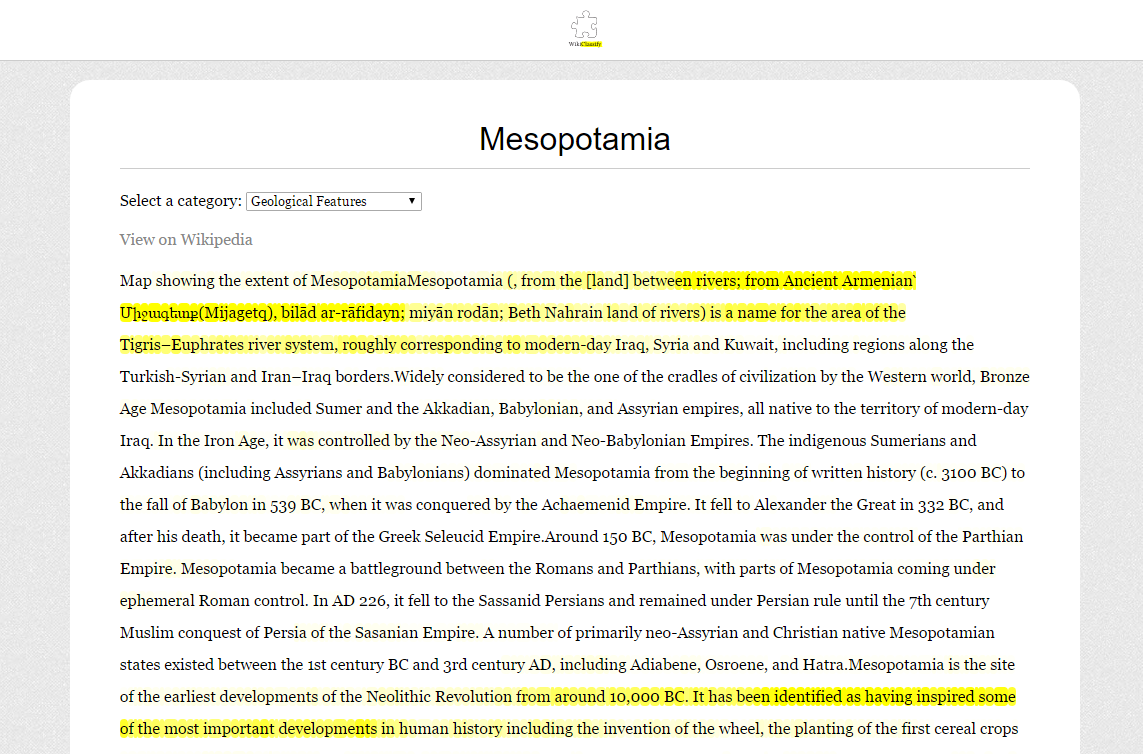 WikiClassify
Mesopotamia
Select a category: Geological Features
View on Wikipedia
Map showing the extent of MesopotamiaMesopotamia (, from the [land] between rivers; from Ancient Armenian`
Միջագետք(Mijagetq), bilād ar-rāfidayn; miyān rodān; Beth Nahrain land of rivers) is a name for the area of the
Tigris–Euphrates river system, roughly corresponding to modern-day Iraq, Syria and Kuwait, including regions along the
Turkish-Syrian and Iran–Iraq borders.Widely considered to be the one of the cradles of civilization by the Western world, Bronze
Age Mesopotamia included Sumer and the Akkadian, Babylonian, and Assyrian empires, all native to the territory of modern-day
Iraq. In the Iron Age, it was controlled by the Neo-Assyrian and Neo-Babylonian Empires. The indigenous Sumerians and
Akkadians (including Assyrians and Babylonians) dominated Mesopotamia from the beginning of written history (c. 3100 BC) to
the fall of Babylon in 539 BC, when it was conquered by the Achaemenid Empire. It fell to Alexander the Great in 332 BC, and
after his death, it became part of the Greek Seleucid Empire.Around 150 BC, Mesopotamia was under the control of the Parthian
Empire. Mesopotamia became a battleground between the Romans and Parthians, with parts of Mesopotamia coming under
ephemeral Roman control. In AD 226, it fell to the Sassanid Persians and remained under Persian rule until the 7th century
Muslim conquest of Persia of the Sasanian Empire. A number of primarily neo-Assyrian and Christian native Mesopotamian
states existed between the 1st century BC and 3rd century AD, including Adiabene, Osroene, and Hatra.Mesopotamia is the site
of the earliest developments of the Neolithic Revolution from around 10,000 BC. It has been identified as having inspired some
of the most important developments in human history including the invention of the wheel, the planting of the first cereal crops